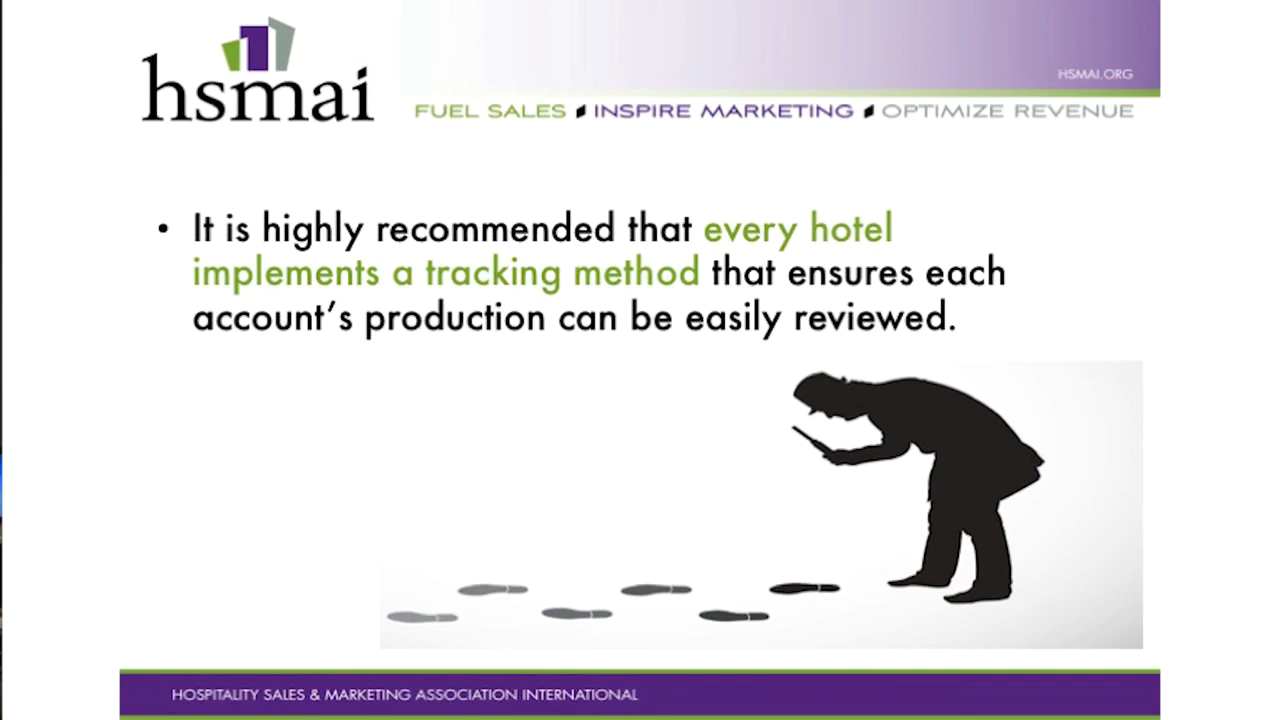 hsmai
HSMAI.ORG
FUEL SALES INSPIRE MARKETING OPTIMIZE REVENUE
• It is highly recommended that every hotel
implements a tracking method that ensures each
account’s production can be easily reviewed.
HOSPITALITY SALES & MARKETING ASSOCIATION INTERNATIONAL